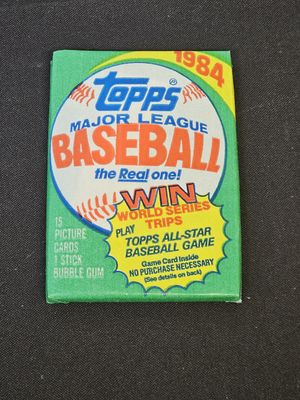 1984
TOPPS®
MAJOR LEAGUE
BASEBALL
the Real one!
WIN
WORLD SERIES
TRIPS
PLAY
TOPPS ALL-STAR
BASEBALL GAME
Game Card Inside
NO PURCHASE NECESSARY
(See details on back)
15
PICTURE
CARDS
1 STICK
BUBBLE GUM